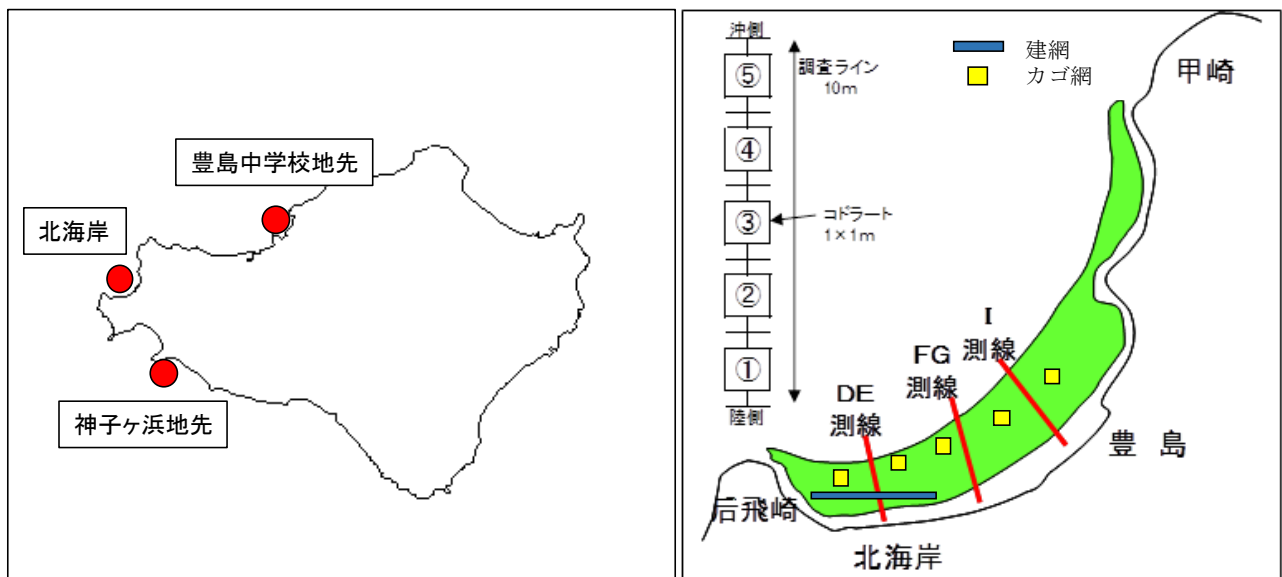 豊島中学校地先
北海岸
神子ヶ浜地先
沖側
⑤
④
③
②
①
陸側
調査ライン
10m
コドラート
1×1m
建網
カゴ網
甲崎
I
測線
FG
測線
DE
測線
豊 島
后飛崎
北海岸